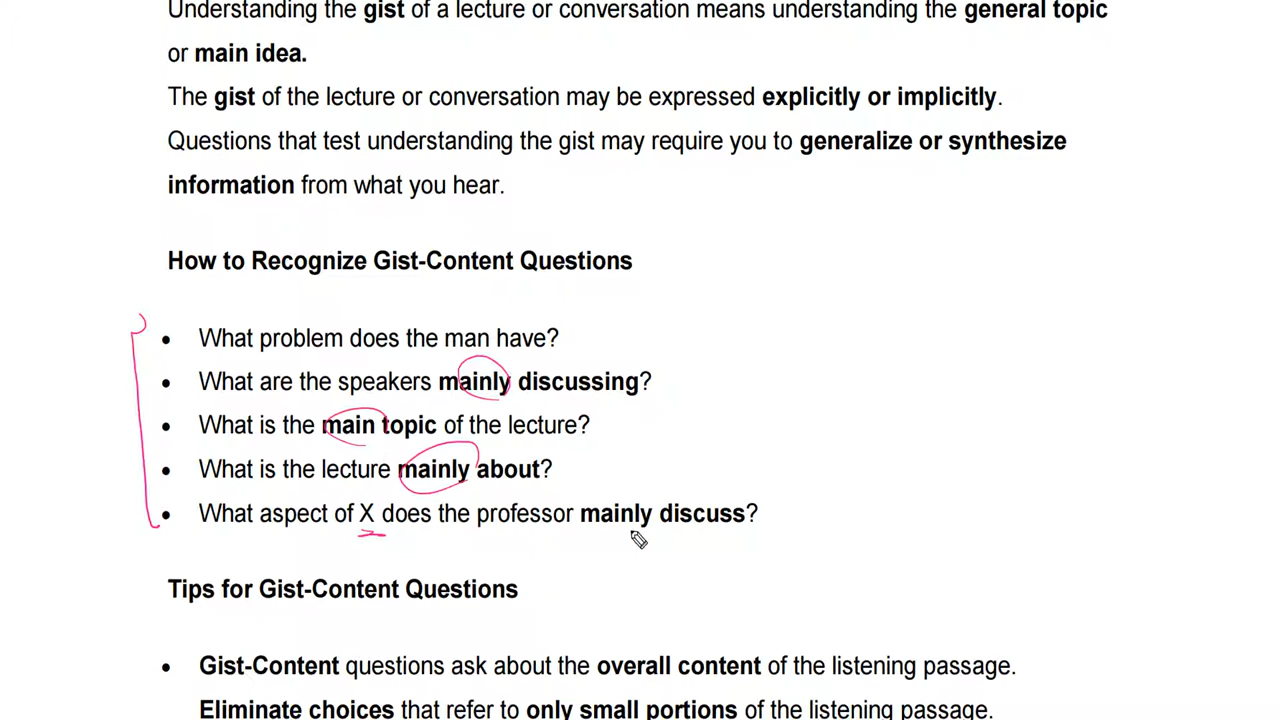 Understanding the gist of a lecture or conversation means understanding the general topic
or main idea.
The gist of the lecture or conversation may be expressed explicitly or implicitly.
Questions that test understanding the gist may require you to generalize or synthesize
information from what you hear.
How to Recognize Gist-Content Questions
• What problem does the man have?
• What are the speakers mainly discussing?
• What is the main topic of the lecture?
• What is the lecture mainly about?
• What aspect of X does the professor mainly discuss?
Tips for Gist-Content Questions
• Gist-Content questions ask about the overall content of the listening passage.
Eliminate choices that refer to only small portions of the listening passage.